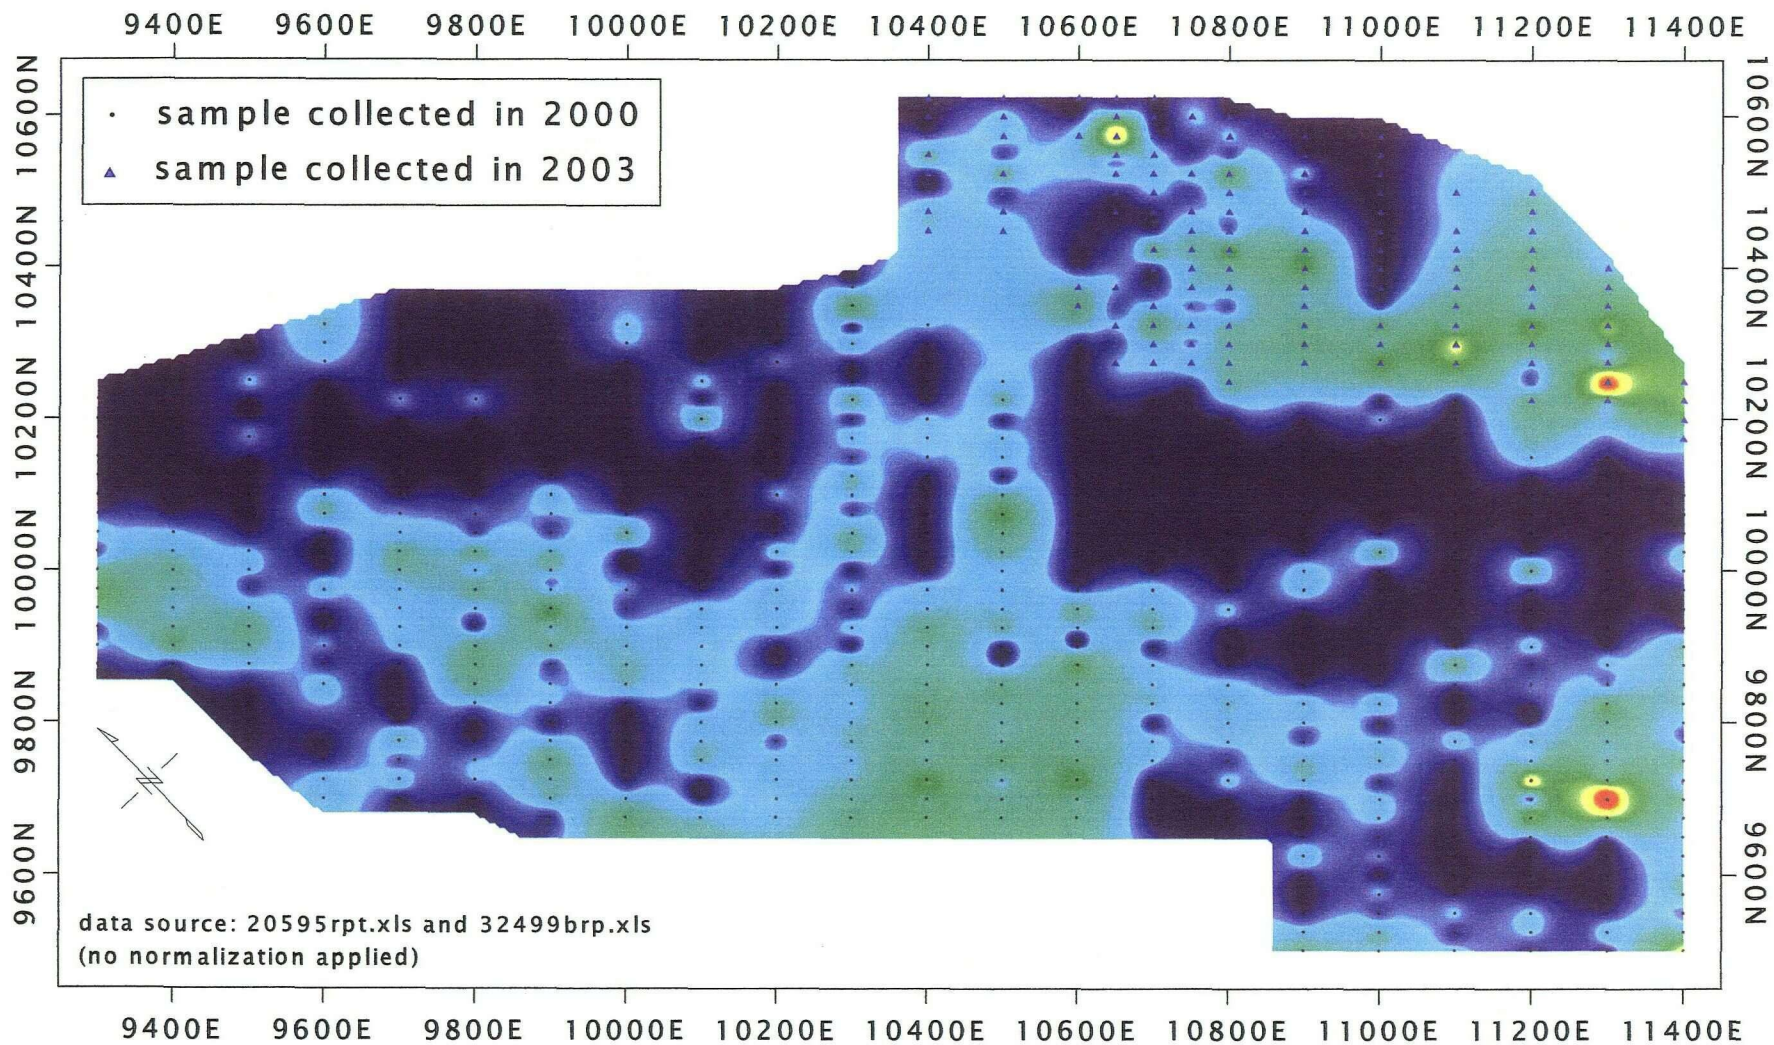 9400E 9600E 9800E 10000E 10200E 10400E 10600E 10800E 11000E 11200E 11400E
sample collected in 2000
sample collected in 2003
10600N
10400N
10200N
10000N
9800N
9600N
10600N
10400N
10200N
10000N
9800N
9600N
data source: 20595rpt.xls and 32499brp.xls
(no normalization applied)
9400E 9600E 9800E 10000E 10200E 10400E 10600E 10800E 11000E 11200E 11400E